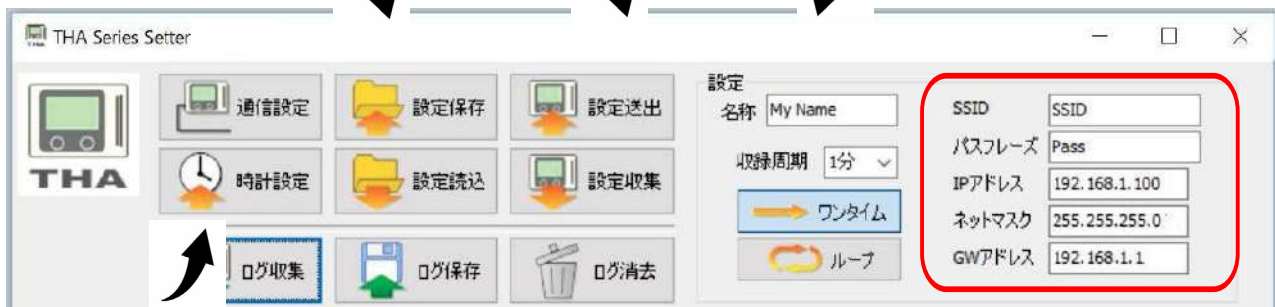 THA Series Setter
THA
通信設定
設定保存
設定送出
時計設定
設定読込
設定収集
ログ収集
ログ保存
ログ消去
設定
名称 My Name
収録周期 1分
ワンタイム
ループ
SSID SSID
パスフレーズ Pass
IPアドレス 192.168.1.100
ネットマスク 255.255.255.0
GWアドレス 192.168.1.1